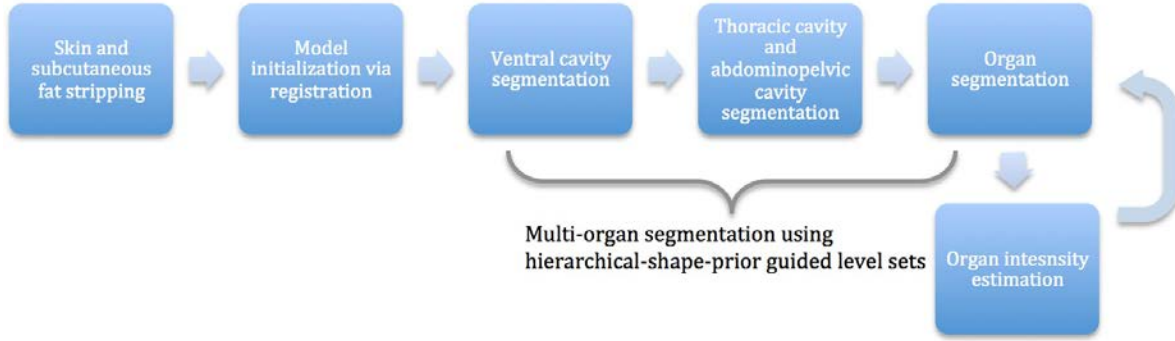 Skin and
subcutaneous
fat stripping
Model
initialization via
registration
Ventral cavity
segmentation
Thoracic cavity
and
abdominopelvic
cavity
segmentation
Organ
segmentation
Multi-organ segmentation using
hierarchical-shape-prior guided level sets
Organ intesnsity
estimation